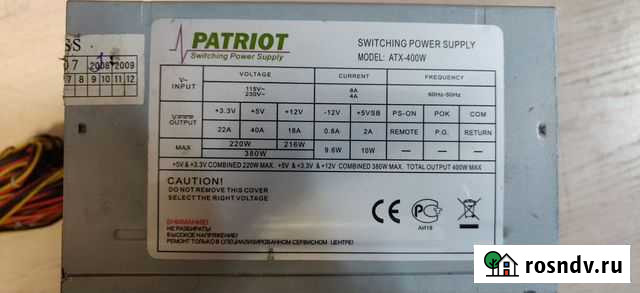 SS
07 2008 2009
7 8 9 10 11 12
PATRIOT
Switching Power Supply
SWITCHING POWER SUPPLY
MODEL: ATX-400W
VOLTAGE CURRENT FREQUENCY
V~ INPUT 115V~ 230V~ 8A 4A 60Hz-50Hz
OUTPUT +3.3V +5V +12V -12V +5VSB PS-ON POK COM
22A 40A 18A 0.8A 2A REMOTE P.G. RETURN
MAX 220W 216W 9.6W 10W — — —
380W
+5V & +3.3V COMBINED 220W MAX. +5V & +3.3V & +12V COMBINED 380W MAX. TOTAL OUTPUT 400W MAX
CAUTION!
DO NOT REMOVE THIS COVER
SELECT THE RIGHT VOLTAGE
ВНИМАНИЕ!
НЕ РАЗБИРАТЬ!
ВЫСОКОЕ НАПРЯЖЕНИЕ!
РЕМОНТ ТОЛЬКО В СПЕЦИАЛИЗИРОВАННОМ СЕРВИСНОМ ЦЕНТРЕ!
CE
АИ18
rosndv.ru